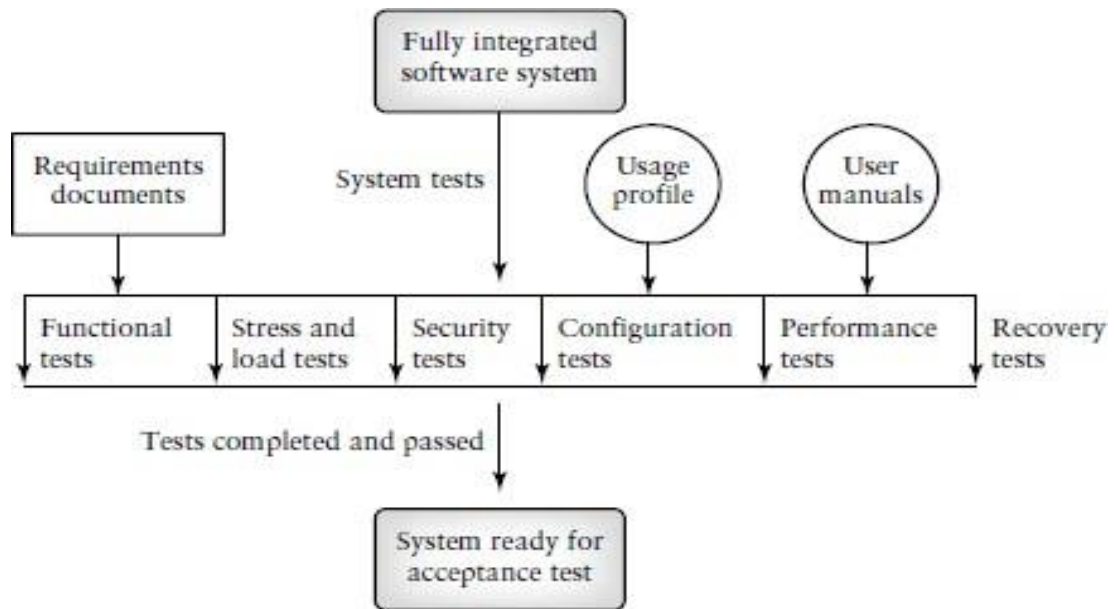 Fully integrated
software system
Requirements
documents
System tests
Usage
profile
User
manuals
Functional
tests
Stress and
load tests
Security
tests
Configuration
tests
Performance
tests
Recovery
tests
Tests completed and passed
System ready for
acceptance test